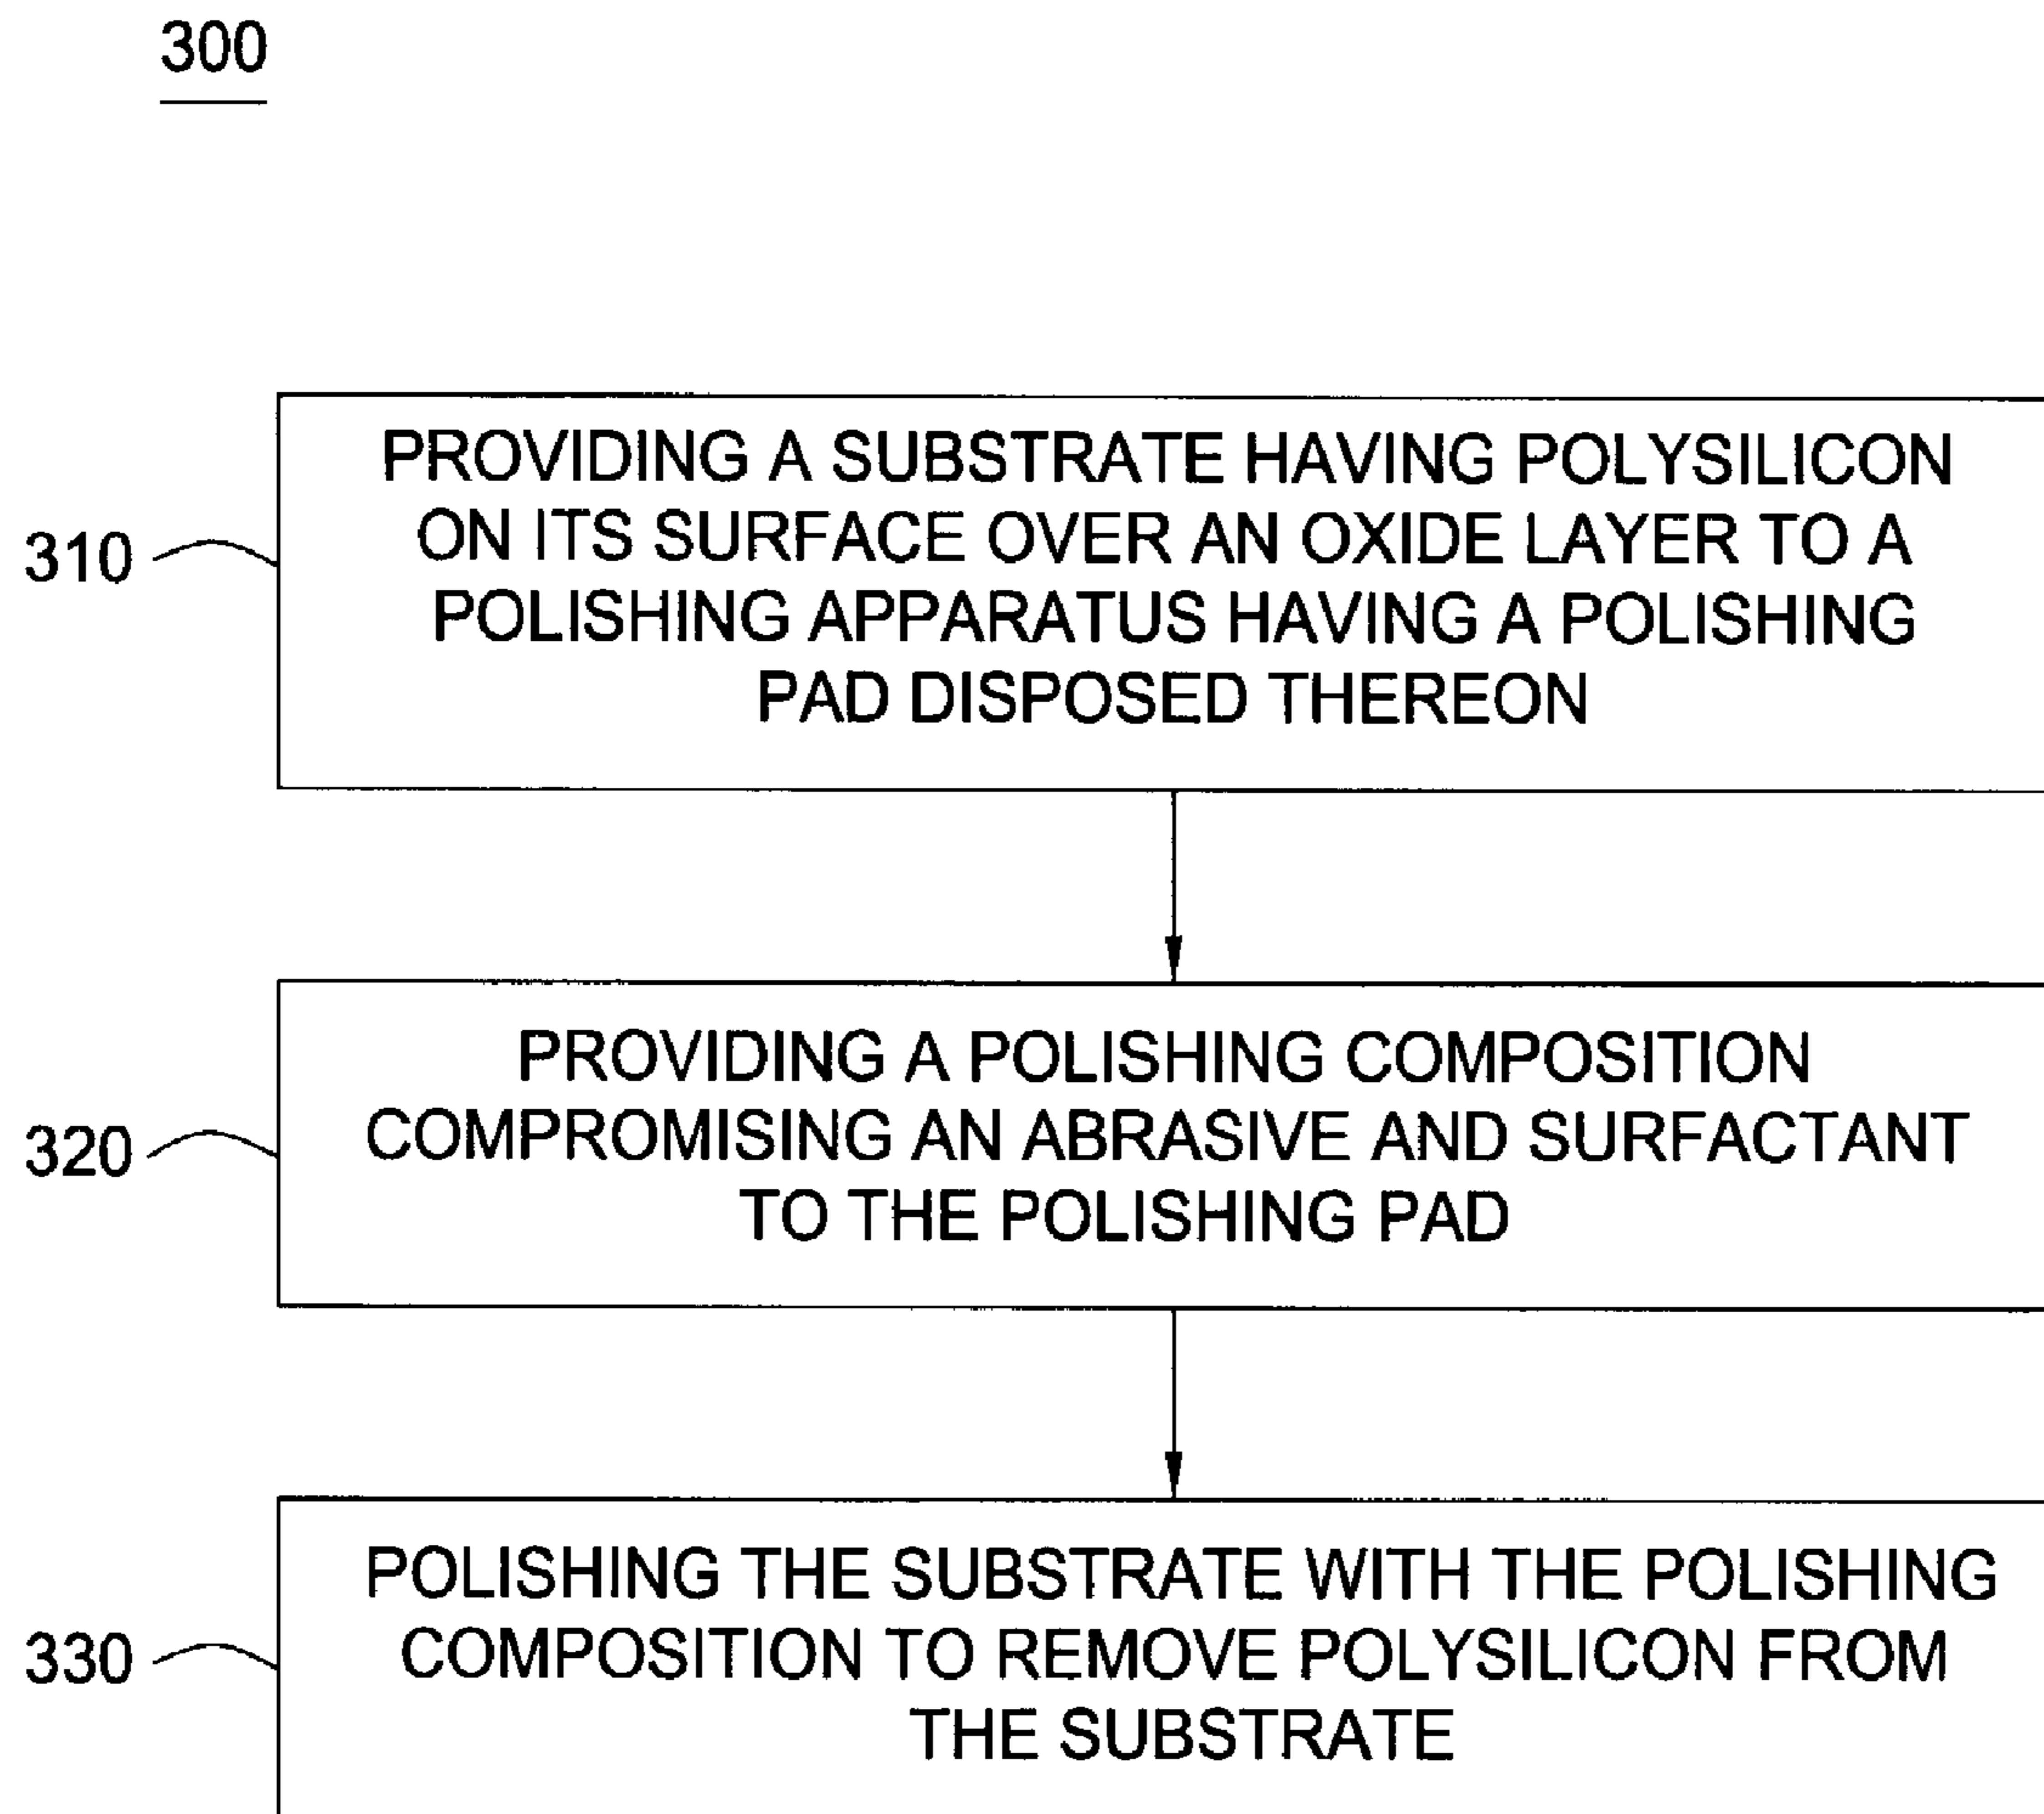 300
PROVIDING A SUBSTRATE HAVING POLYSILICON
ON ITS SURFACE OVER AN OXIDE LAYER TO A
POLISHING APPARATUS HAVING A POLISHING
PAD DISPOSED THEREON
310
PROVIDING A POLISHING COMPOSITION
COMPROMISING AN ABRASIVE AND SURFACTANT
TO THE POLISHING PAD
320
POLISHING THE SUBSTRATE WITH THE POLISHING
COMPOSITION TO REMOVE POLYSILICON FROM
THE SUBSTRATE
330